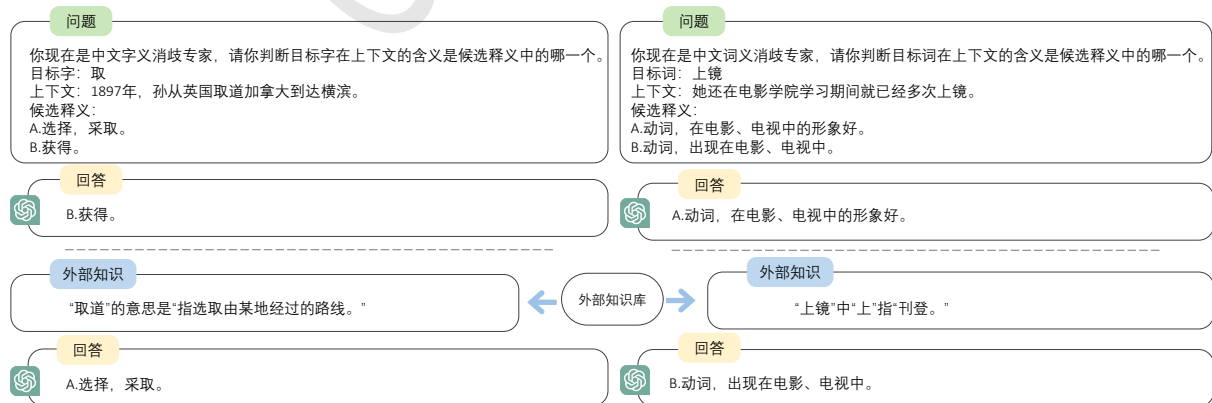 问题
你现在是中文字义消歧专家，请你判断目标字在上下文的含义是候选释义中的哪一个。
目标字：取
上下文：1897年，孙从英国取道加拿大到达横滨。
候选释义：
A.选择，采取。
B.获得。
回答
B.获得。
外部知识
“取道”的意思是“指选取由某地经过的路线。”
回答
A.选择，采取。
外部知识库
问题
你现在是中文词义消歧专家，请你判断目标词在上下文的含义是候选释义中的哪一个。
目标词：上镜
上下文：她还在电影学院学习期间就已经多次上镜。
候选释义：
A.动词，在电影、电视中的形象好。
B.动词，出现在电影、电视中。
回答
A.动词，在电影、电视中的形象好。
外部知识
“上镜”中“上”指“刊登。”
回答
B.动词，出现在电影、电视中。